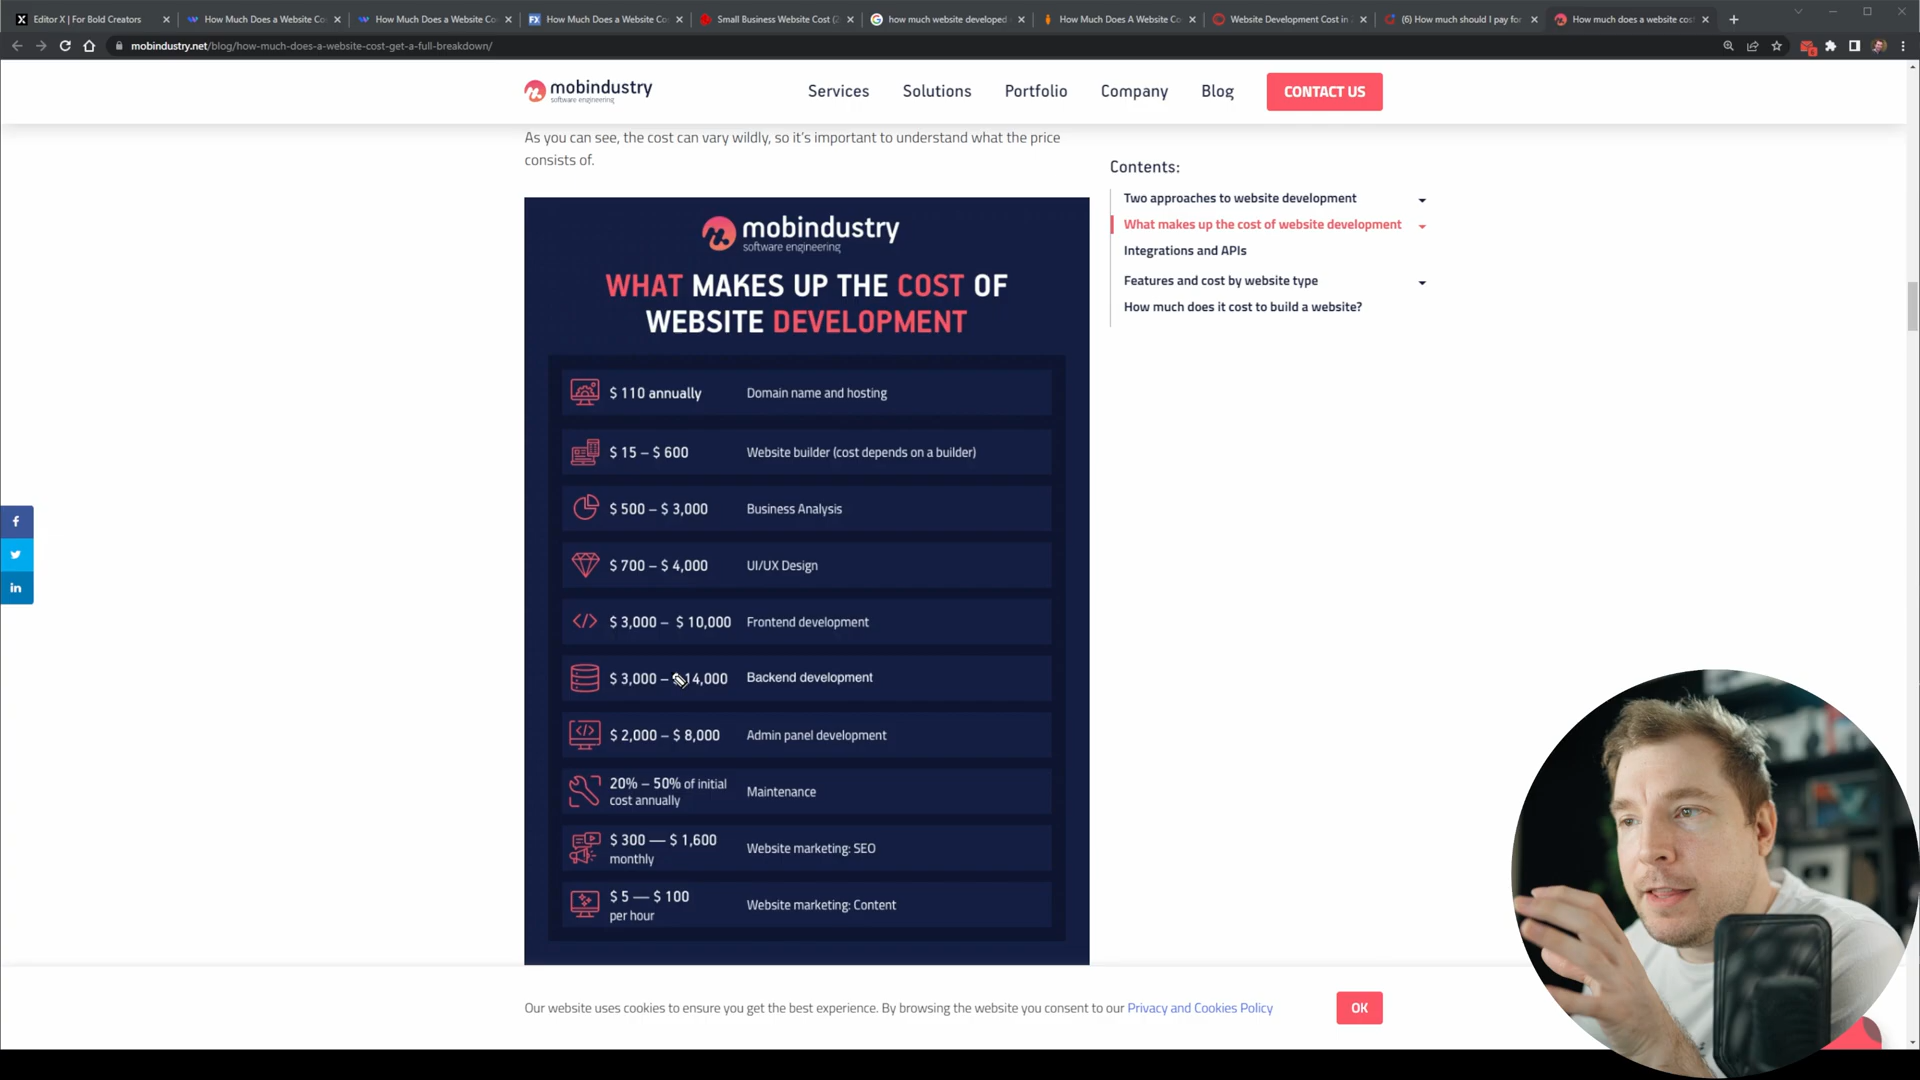 Editor X | For Bold Creators
How Much Does a Website Co
How Much Does a Website Co
How Much Does a Website Co
Small Business Website Cost (2
how much website developed
How Much Does A Website Co
Website Development Cost in
(6) How much should I pay for
How much does a website cos
mobindustry.net/blog/how-much-does-a-website-cost-get-a-full-breakdown/
mobindustry
software engineering
Services
Solutions
Portfolio
Company
Blog
CONTACT US
As you can see, the cost can vary wildly, so it's important to understand what the price
consists of.
Contents:
Two approaches to website development
What makes up the cost of website development
Integrations and APIs
Features and cost by website type
How much does it cost to build a website?
mobindustry
software engineering
WHAT MAKES UP THE COST OF
WEBSITE DEVELOPMENT
$ 110 annually Domain name and hosting
$ 15 – $ 600 Website builder (cost depends on a builder)
$ 500 – $ 3,000 Business Analysis
$ 700 – $ 4,000 UI/UX Design
$ 3,000 – $ 10,000 Frontend development
$ 3,000 – $ 14,000 Backend development
$ 2,000 – $ 8,000 Admin panel development
20% – 50% of initial
cost annually
Maintenance
$ 300 — $ 1,600
monthly
Website marketing: SEO
$ 5 — $ 100
per hour
Website marketing: Content
Our website uses cookies to ensure you get the best experience. By browsing the website you consent to our Privacy and Cookies Policy
OK